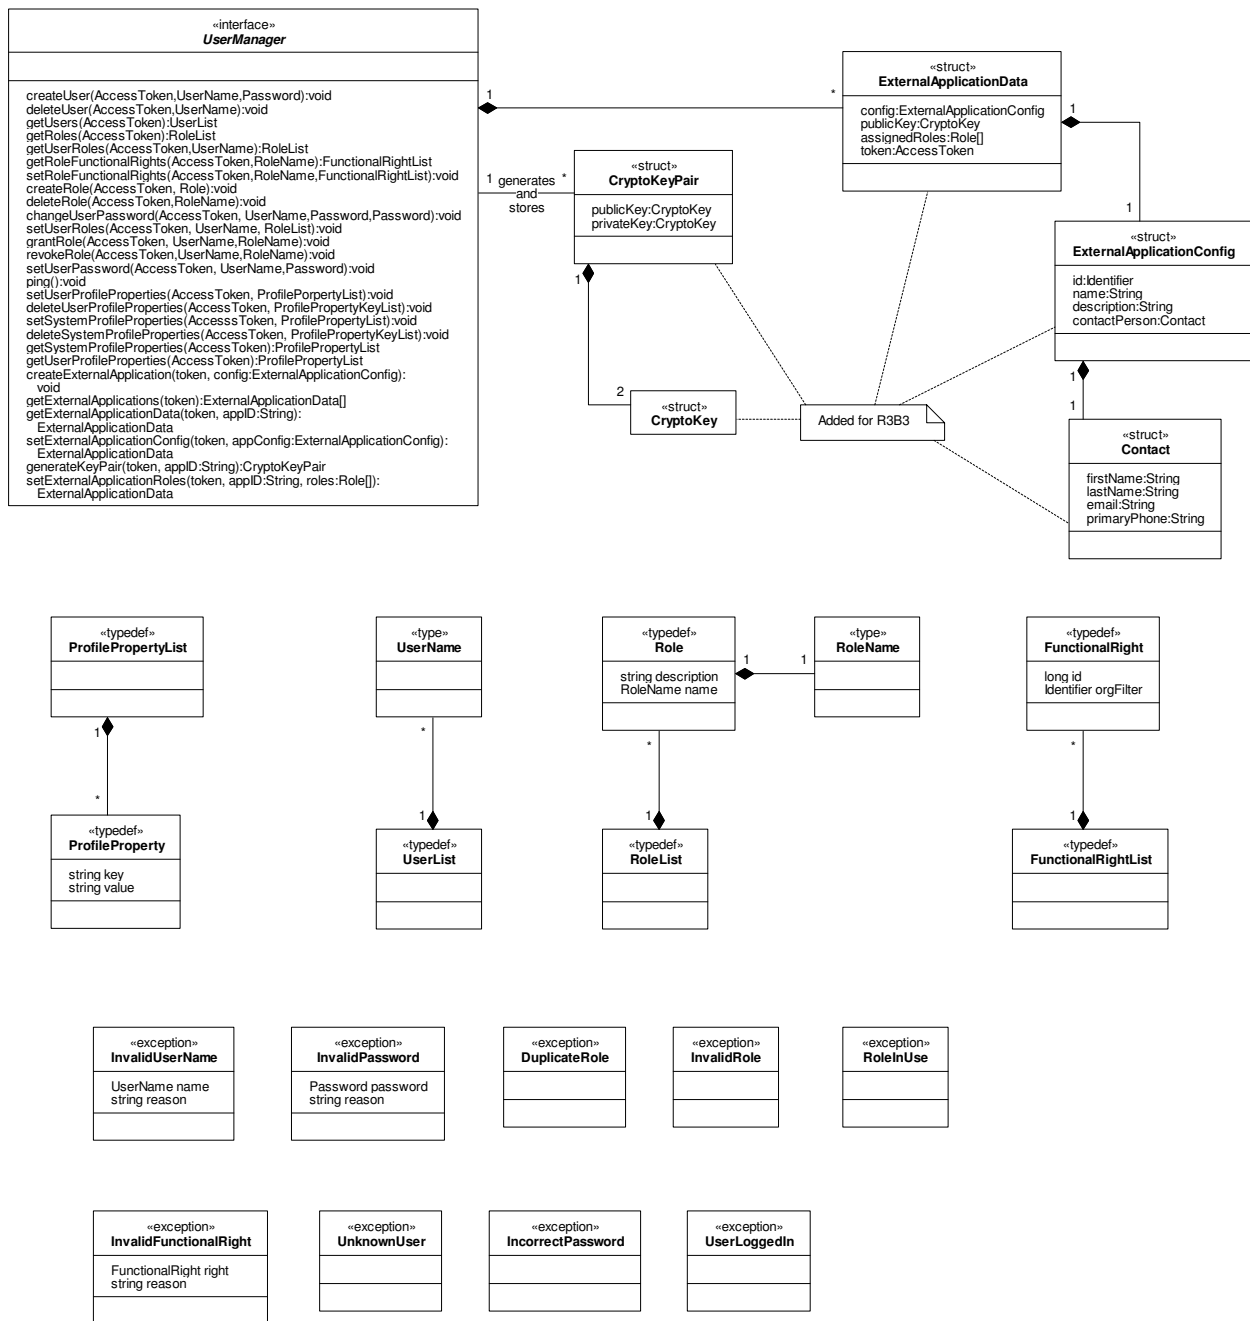 «interface»
UserManager
createUser(AccessToken,UserName,Password):void
deleteUser(AccessToken,UserName):void
getUsers(AccessToken):UserList
getRoles(AccessToken):RoleList
getUserRoles(AccessToken,UserName):RoleList
getRoleFunctionalRights(AccessToken,RoleName):FunctionalRightList
setRoleFunctionalRights(AccessToken,RoleName,FunctionalRightList):void
createRole(AccessToken, Role):void
deleteRole(AccessToken,RoleName):void
changeUserPassword(AccessToken, UserName,Password,Password):void
setUserRoles(AccessToken, UserName, RoleList):void
grantRole(AccessToken, UserName,RoleName):void
revokeRole(AccessToken,UserName,RoleName):void
setUserPassword(AccessToken, UserName,Password):void
ping():void
setUserProfileProperties(AccessToken, ProfilePorpertyList):void
deleteUserProfileProperties(AccessToken, ProfilePropertyKeyList):void
setSystemProfileProperties(AccesssToken, ProfilePropertyList):void
deleteSystemProfileProperties(AccessToken, ProfilePropertyKeyList):void
getSystemProfileProperties(AccessToken):ProfilePropertyList
getUserProfileProperties(AccessToken):ProfilePropertyList
createExternalApplication(token, config:ExternalApplicationConfig):
void
getExternalApplications(token):ExternalApplicationData[]
getExternalApplicationData(token, appID:String):
ExternalApplicationData
setExternalApplicationConfig(token, appConfig:ExternalApplicationConfig):
ExternalApplicationData
generateKeyPair(token, appID:String):CryptoKeyPair
setExternalApplicationRoles(token, appID:String, roles:Role[]):
ExternalApplicationData
1
*
1 generates *
and
stores
«struct»
ExternalApplicationData
config:ExternalApplicationConfig
publicKey:CryptoKey
assignedRoles:Role[]
token:AccessToken
1
1
«struct»
CryptoKeyPair
publicKey:CryptoKey
privateKey:CryptoKey
1
2
«struct»
CryptoKey
Added for R3B3
«struct»
ExternalApplicationConfig
id:Identifier
name:String
description:String
contactPerson:Contact
1
1
«struct»
Contact
firstName:String
lastName:String
email:String
primaryPhone:String
«typedef»
ProfilePropertyList
1
*
«typedef»
ProfileProperty
string key
string value
«type»
UserName
*
1
«typedef»
UserList
«typedef»
Role
string description
RoleName name
1
1
«type»
RoleName
*
1
«typedef»
RoleList
«typedef»
FunctionalRight
long id
Identifier orgFilter
*
1
«typedef»
FunctionalRightList
«exception»
InvalidUserName
UserName name
string reason
«exception»
InvalidPassword
Password password
string reason
«exception»
DuplicateRole
«exception»
InvalidRole
«exception»
RoleInUse
«exception»
InvalidFunctionalRight
FunctionalRight right
string reason
«exception»
UnknownUser
«exception»
IncorrectPassword
«exception»
UserLoggedIn